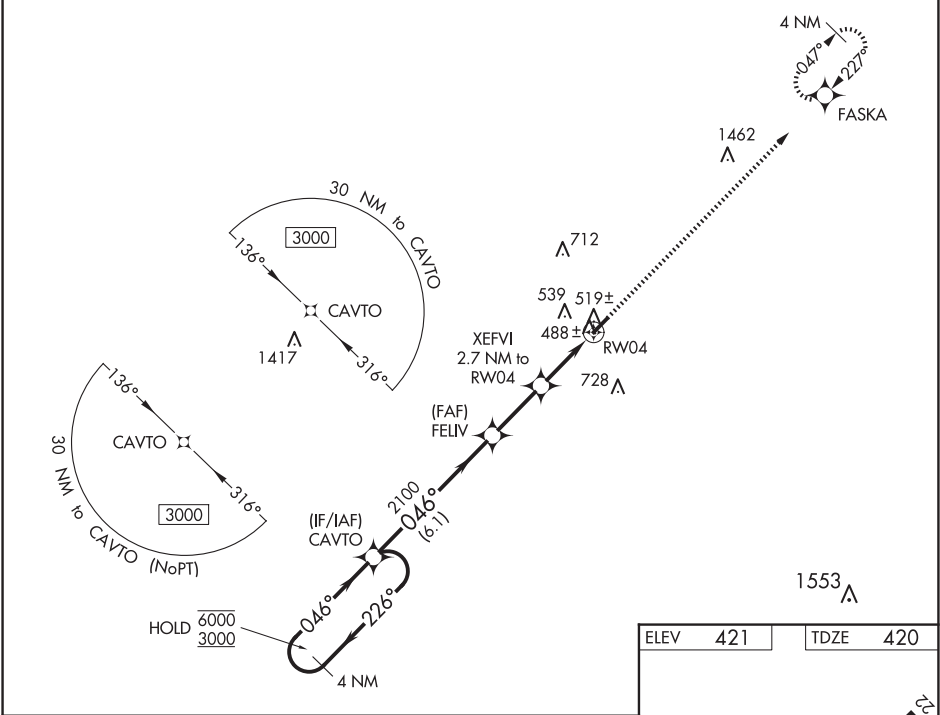 4 NM
047°
227°
FASKA
1462
30 NM to CAVTO
3000
136°
CAVTO
316°
1417
712
539
519±
488±
RW04
XEFVI
2.7 NM to
RW04
728
(FAF)
FELIV
136°
CAVTO
316°
3000
30 NM to CAVTO (NoPT)
2100
046°
(6.1)
(IF/IAF)
CAVTO
046°
226°
HOLD 6000
3000
4 NM
1553
ELEV 421
TDZE 420
22